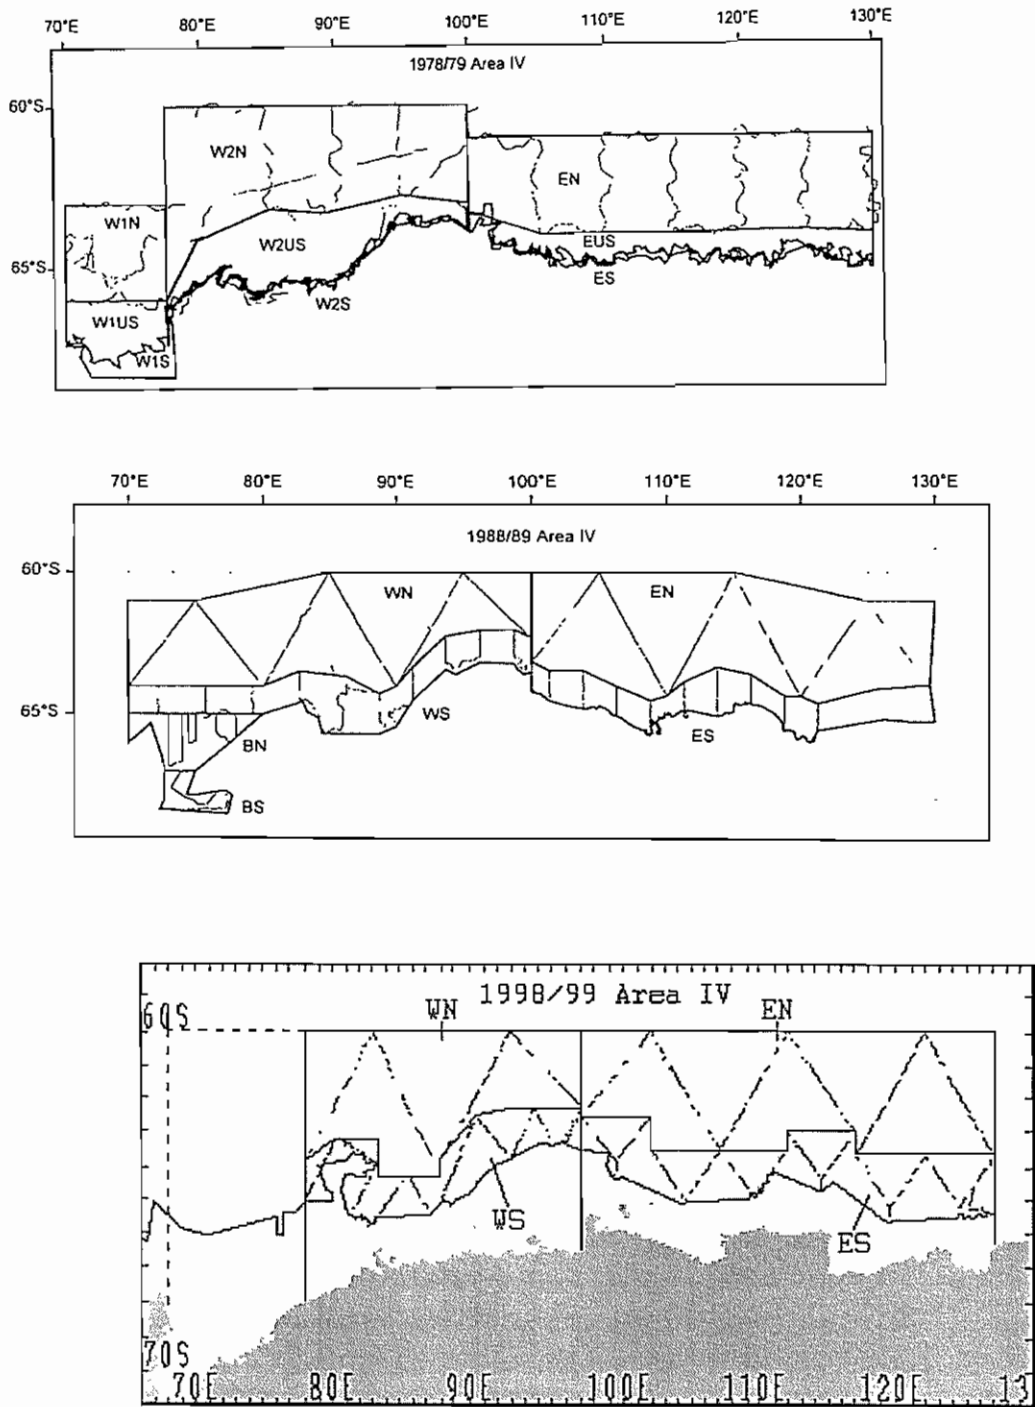 70°E 80°E 90°E 100°E 110°E 120°E 130°E
1978/79 Area IV
60°S
W2N
EN
W1N
W2US
EUS
65°S
ES
W2S
W1US
W1S
70°E 80°E 90°E 100°E 110°E 120°E 130°E
1988/89 Area IV
60°S
WN EN
65°S
WS
ES
BN
BS
1998/99 Area IV
60S
WN EN
WS
ES
70S
70E 80E 90E 100E 110E 120E 13